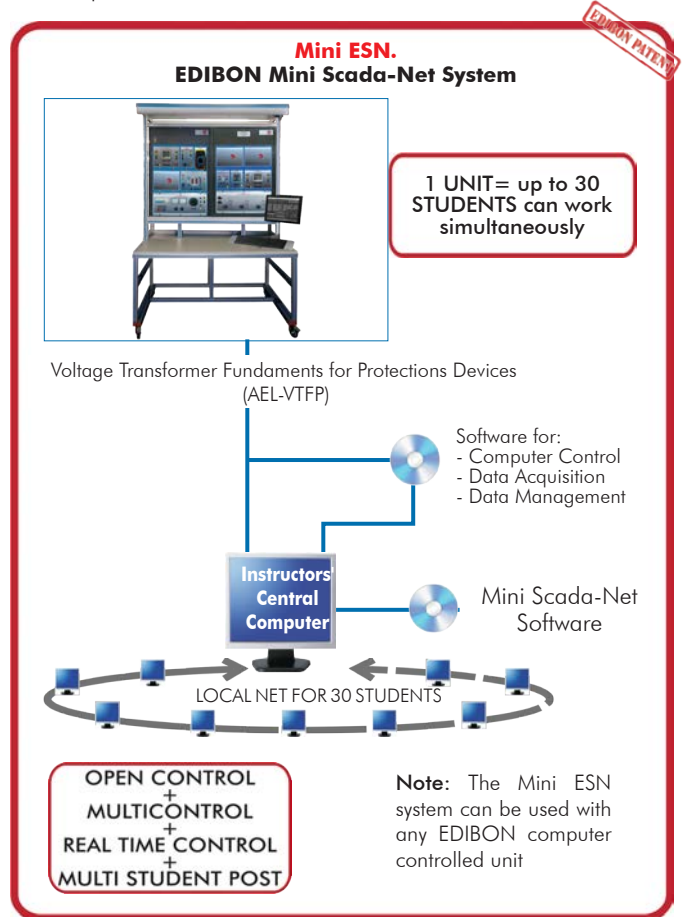 EDIBON PATENT
Mini ESN.
EDIBON Mini Scada-Net System
1 UNIT= up to 30
STUDENTS can work
simultaneously
Voltage Transformer Fundaments for Protections Devices
(AEL-VTFP)
Software for:
- Computer Control
- Data Acquisition
- Data Management
Instructors'
Central
Computer
Mini Scada-Net
Software
LOCAL NET FOR 30 STUDENTS
OPEN CONTROL
+
MULTICONTROL
+
REAL TIME CONTROL
+
MULTI STUDENT POST
Note: The Mini ESN
system can be used with
any EDIBON computer
controlled unit